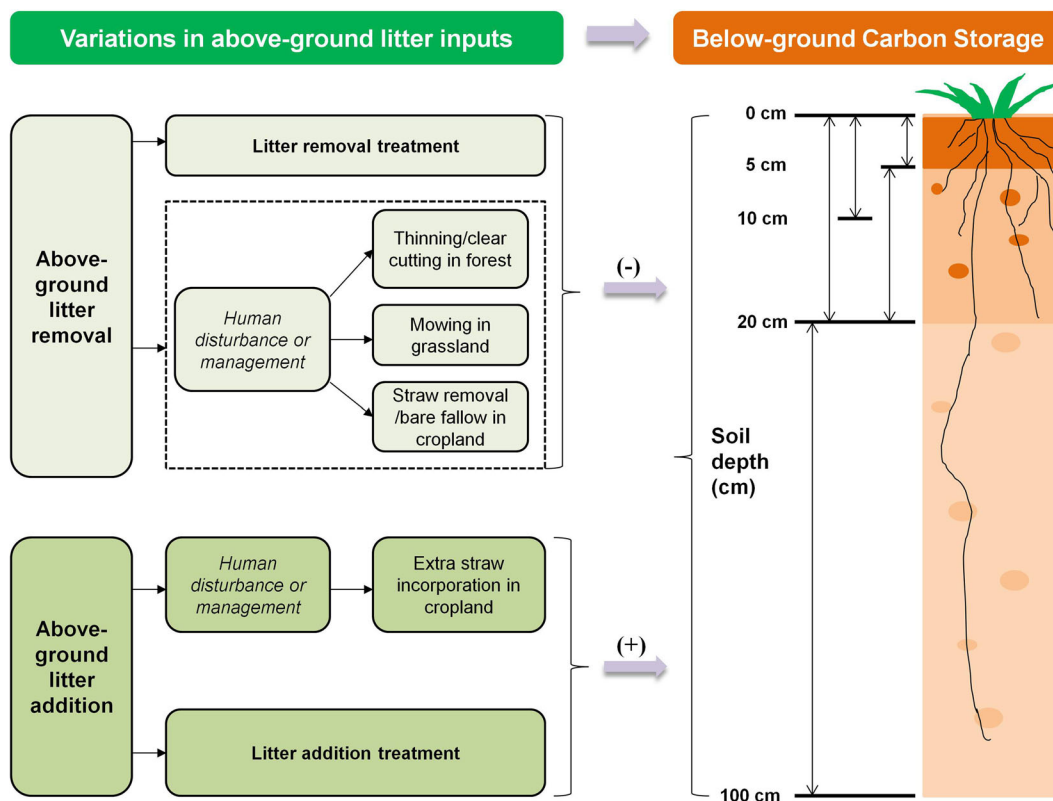 Variations in above-ground litter inputs
Below-ground Carbon Storage
Above-
ground
litter
removal
Litter removal treatment
Human
disturbance or
management
Thinning/clear
cutting in forest
Mowing in
grassland
Straw removal
/bare fallow in
cropland
(-)
Above-
ground
litter
addition
Human
disturbance or
management
Extra straw
incorporation in
cropland
Litter addition treatment
(+)
0 cm
5 cm
10 cm
20 cm
Soil
depth
(cm)
100 cm